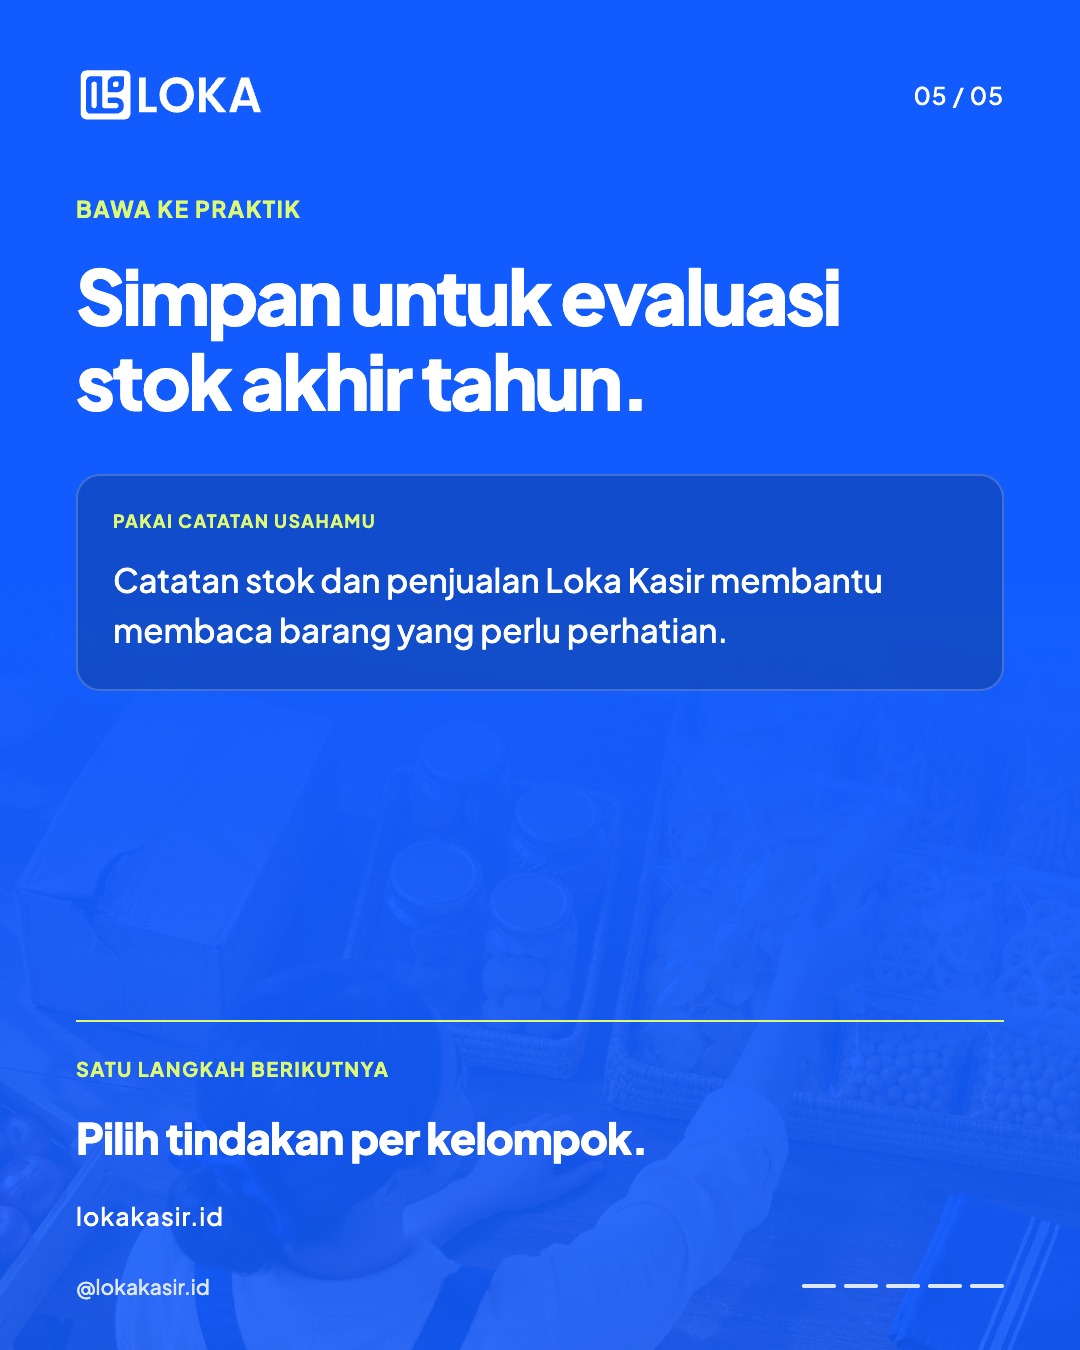 LOKA
05 / 05
BAWA KE PRAKTIK
Simpan untuk evaluasi
stok akhir tahun.
PAKAI CATATAN USAHAMU
Catatan stok dan penjualan Loka Kasir membantu
membaca barang yang perlu perhatian.
SATU LANGKAH BERIKUTNYA
Pilih tindakan per kelompok.
lokakasir.id
@lokakasir.id